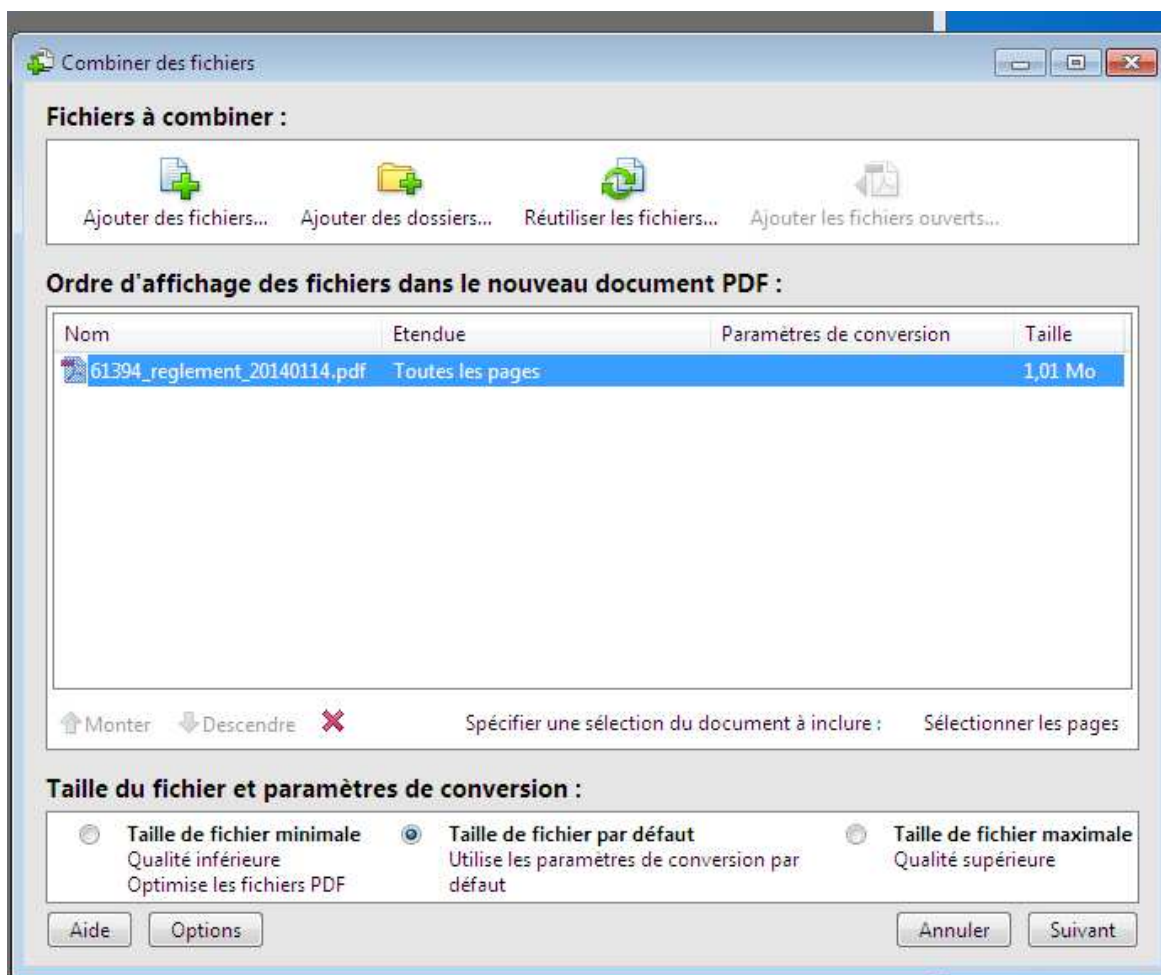 Combiner des fichiers
Fichiers à combiner :
Ajouter des fichiers... Ajouter des dossiers... Réutiliser les fichiers... Ajouter les fichiers ouverts...
Ordre d'affichage des fichiers dans le nouveau document PDF :
Nom Etendue Paramètres de conversion Taille
61394_reglement_20140114.pdf Toutes les pages 1,01 Mo
Monter Descendre Spécifier une sélection du document à inclure : Sélectionner les pages
Taille du fichier et paramètres de conversion :
Taille de fichier minimale Taille de fichier par défaut Taille de fichier maximale
Qualité inférieure Utilise les paramètres de conversion par Qualité supérieure
Optimise les fichiers PDF défaut
Aide Options Annuler Suivant